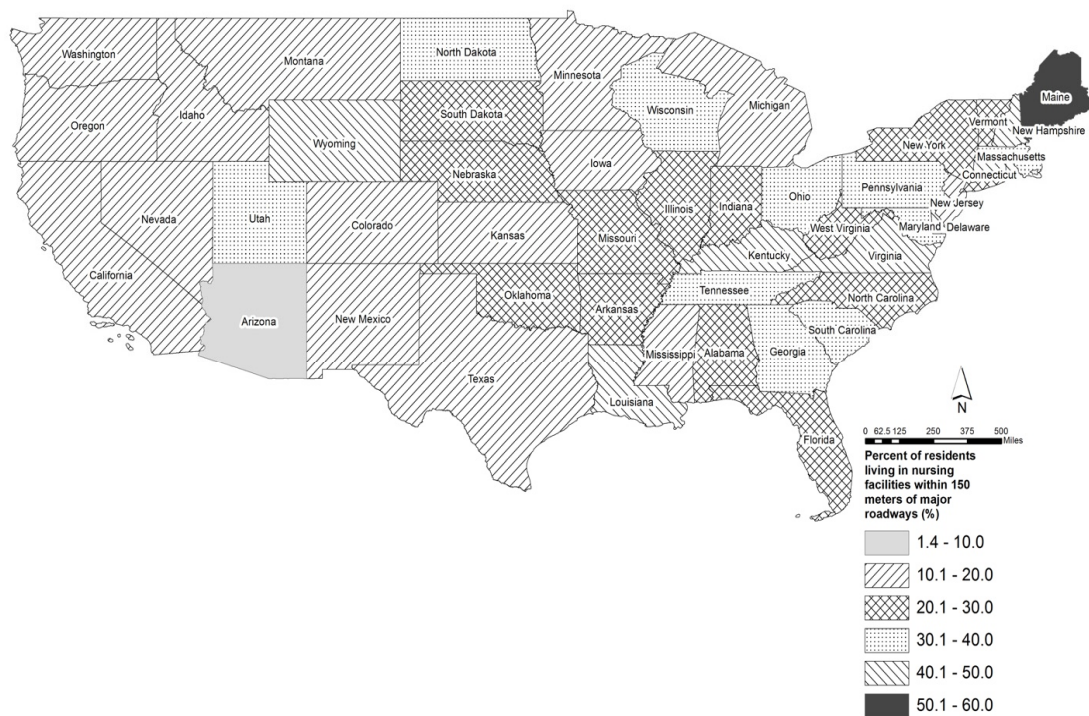 Washington
Montana
North Dakota
Minnesota
Maine
Michigan
Wisconsin
Vermont
New Hampshire
Oregon
Idaho
South Dakota
New York
Massachusetts
Wyoming
Iowa
Connecticut
Nebraska
Pennsylvania
Ohio
New Jersey
Illinois
Indiana
Nevada
Utah
Colorado
Kansas
Missouri
West Virginia
Maryland
Delaware
Kentucky
Virginia
California
Tennessee
North Carolina
Oklahoma
Arkansas
Arizona
New Mexico
South Carolina
Mississippi
Alabama
Georgia
Texas
Louisiana
Florida
N
0 62.5 125 250 375 500
Miles
Percent of residents
living in nursing
facilities within 150
meters of major
roadways (%)
1.4 - 10.0
10.1 - 20.0
20.1 - 30.0
30.1 - 40.0
40.1 - 50.0
50.1 - 60.0